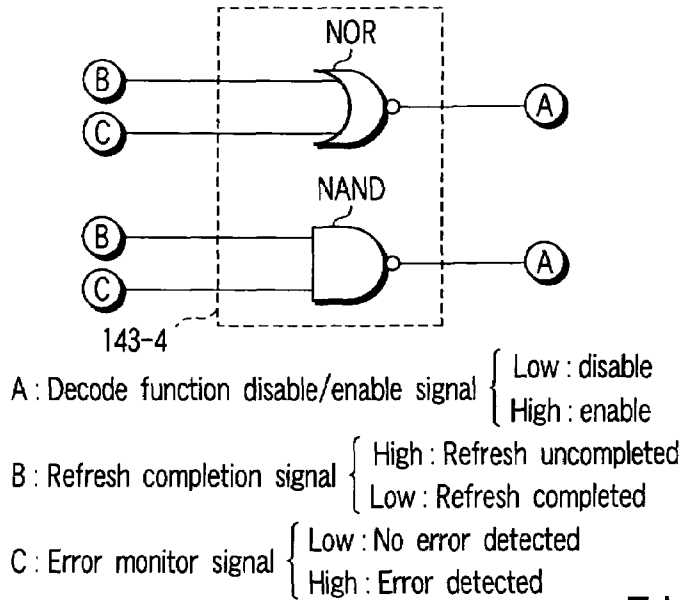 NOR
B
A
C
NAND
B
A
C
143-4
A : Decode function disable/enable signal { Low : disable
High : enable
B : Refresh completion signal { High : Refresh uncompleted
Low : Refresh completed
C : Error monitor signal { Low : No error detected
High : Error detected